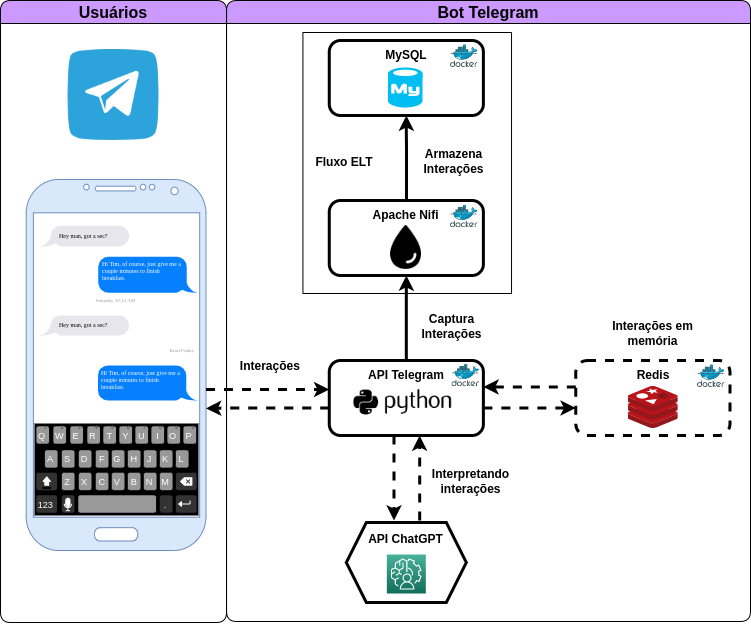 Usuários
Bot Telegram
MySQL
docker
My
Fluxo ELT
Armazena
Interações
Apache Nifi
docker
Hey man, got a sec?
Hi Tim, of course, just give me a
couple minutes to finish
breakfast.
Saturday 10:12 AM
Hey man, got a sec?
Read Friday
Hi Tim, of course, just give me a
couple minutes to finish
breakfast.
Captura
Interações
Interações
API Telegram
docker
python
Interações em
memória
Redis
docker
Q W E R T Y U I O P
A S D F G H J K L
Z X C V B N M
123 .
Interpretando
interações
API ChatGPT